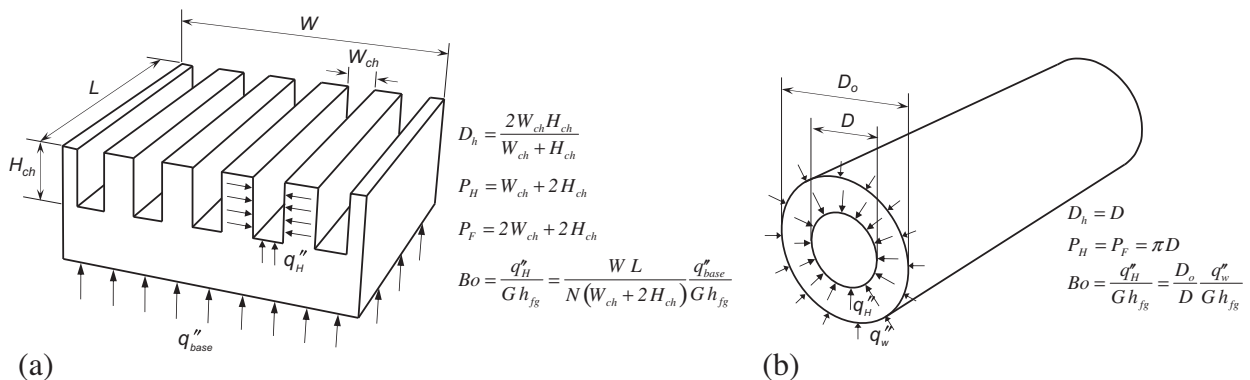 W
W_ch
L
H_ch
D_h = 2W_ch H_ch / W_ch + H_ch
P_H = W_ch + 2H_ch
P_F = 2W_ch + 2H_ch
Bo = q″_H / G h_fg = W L / N(W_ch + 2H_ch) q″_base / G h_fg
q″_H
q″_base
(a)
D_o
D
D_h = D
P_H = P_F = πD
Bo = q″_H / G h_fg = D_o / D q″_w / G h_fg
q″_H
q″_w
(b)